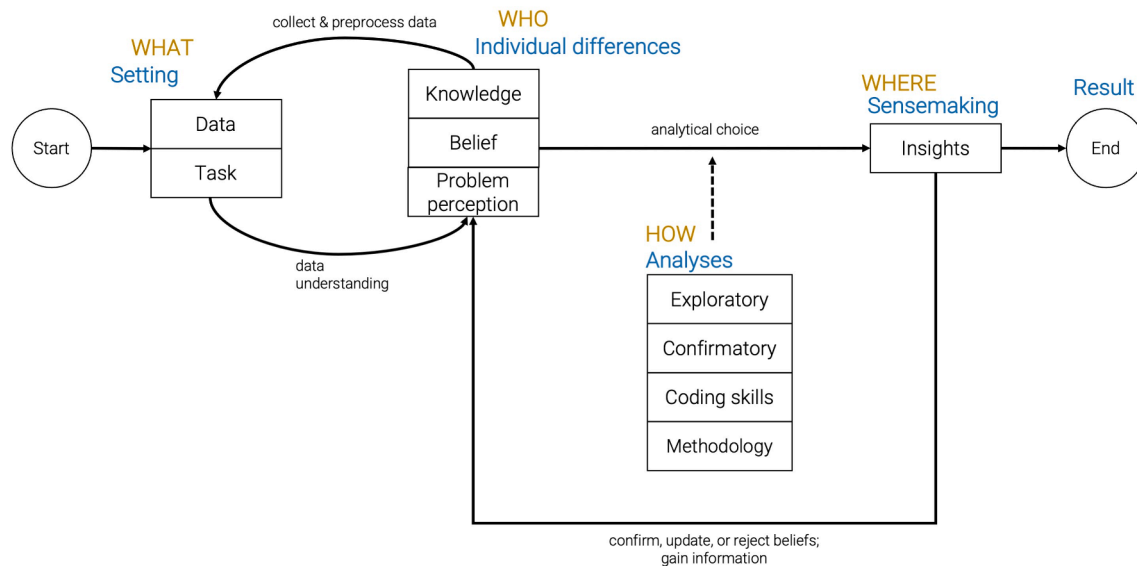 collect & preprocess data
WHO
Individual differences
WHAT
Setting
Knowledge
Belief
Problem
perception
WHERE
Sensemaking
Result
Data
Task
Start
analytical choice
Insights
End
data
understanding
HOW
Analyses
Exploratory
Confirmatory
Coding skills
Methodology
confirm, update, or reject beliefs;
gain information